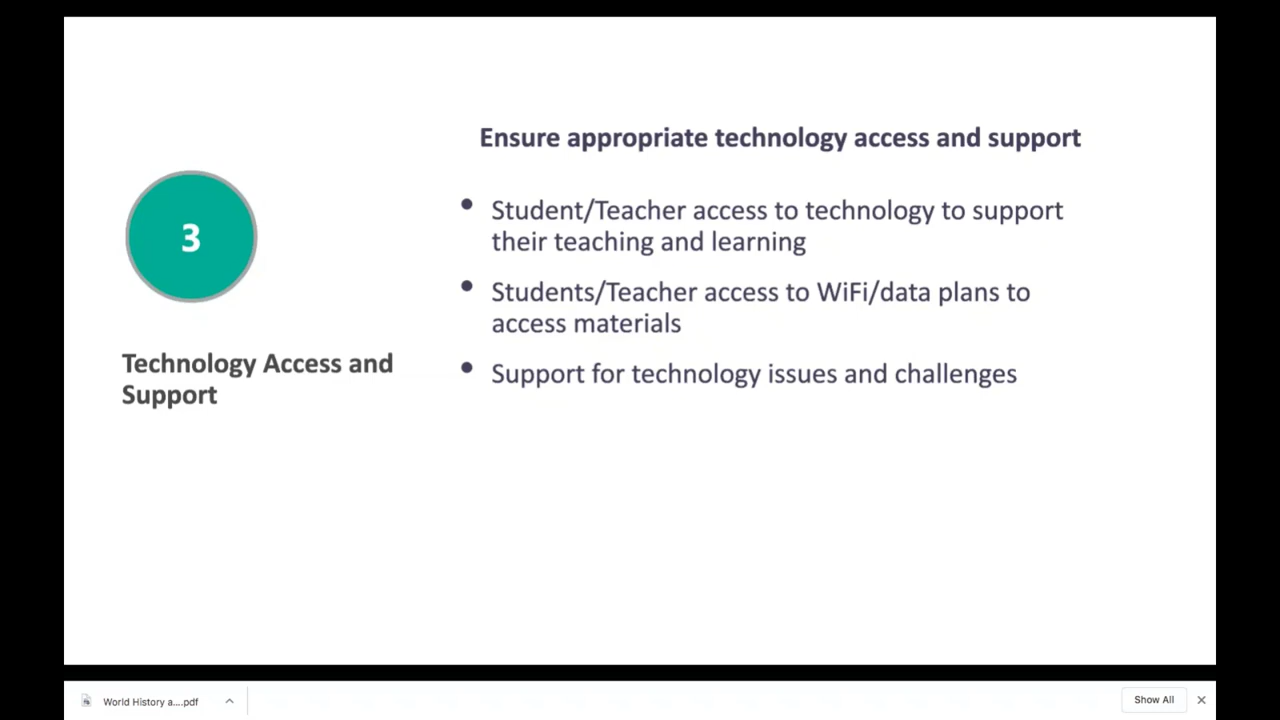 Ensure appropriate technology access and support
3
Technology Access and
Support
• Student/Teacher access to technology to support
their teaching and learning
• Students/Teacher access to WiFi/data plans to
access materials
• Support for technology issues and challenges
World History a....pdf
Show All